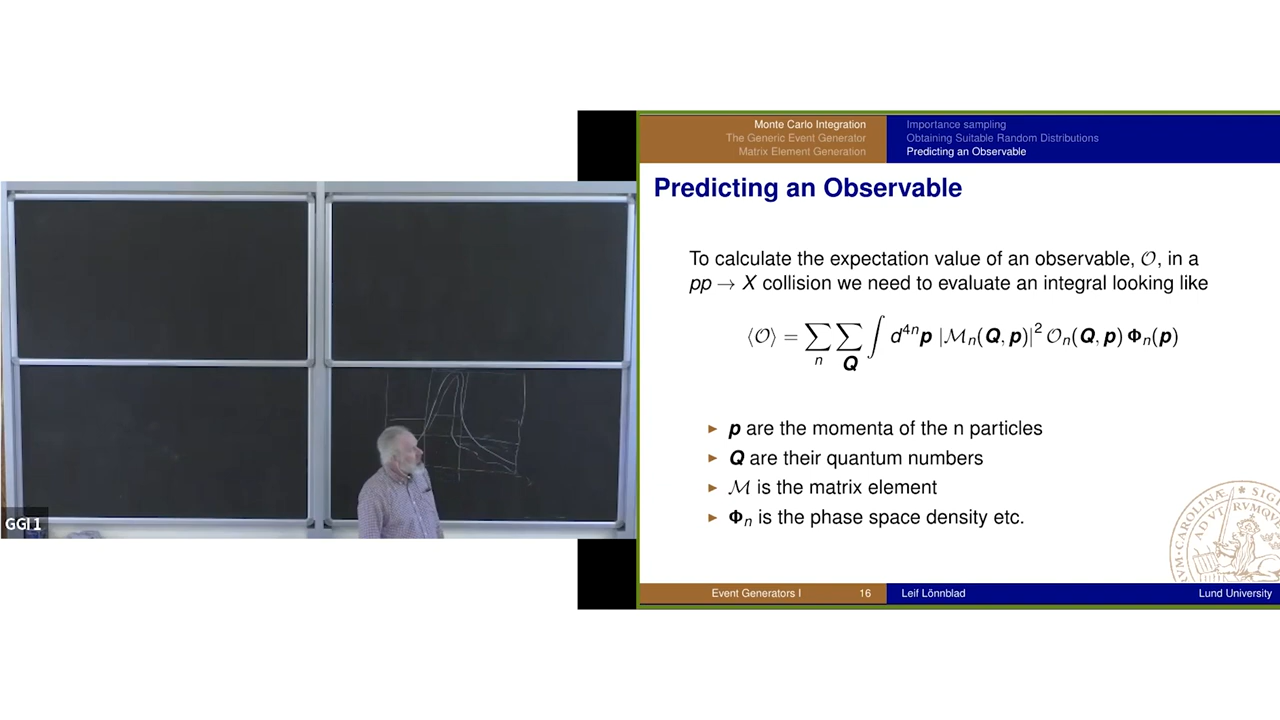 Monte Carlo Integration
The Generic Event Generator
Matrix Element Generation
Importance sampling
Obtaining Suitable Random Distributions
Predicting an Observable
Predicting an Observable
To calculate the expectation value of an observable, 𝒪, in a
pp → X collision we need to evaluate an integral looking like
⟨𝒪⟩ = ∑_n ∑_Q ∫ d^{4n}p |ℳ_n(Q, p)|² 𝒪_n(Q, p) Φ_n(p)
▶ p are the momenta of the n particles
▶ Q are their quantum numbers
▶ ℳ is the matrix element
▶ Φ_n is the phase space density etc.
GGI 1
Event Generators I 16 Leif Lönnblad Lund University